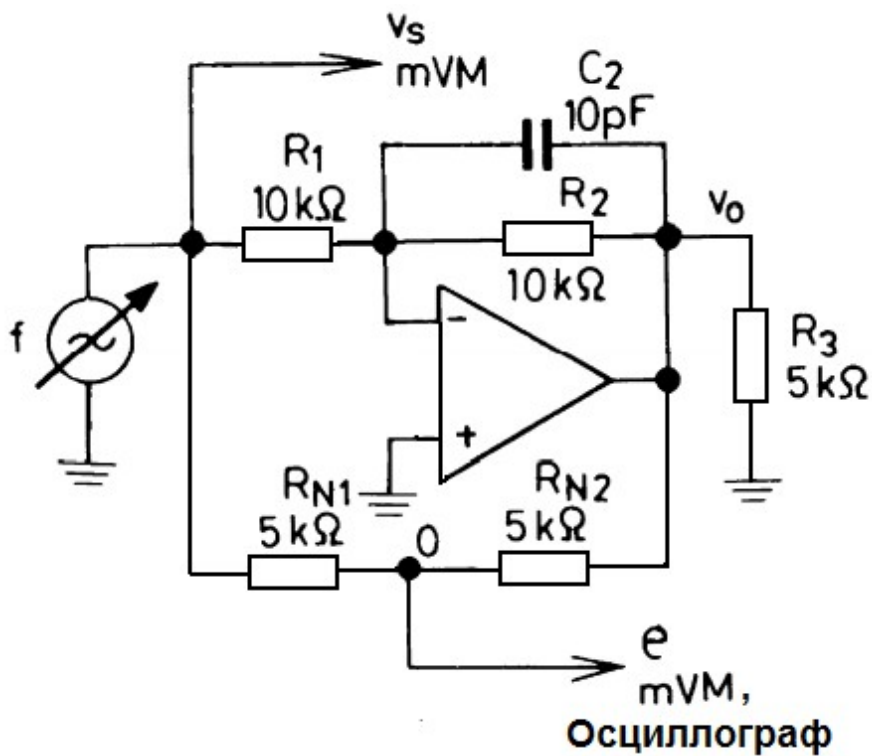 vs
mVM
C2
10pF
R1
10kΩ
R2
10kΩ
vo
f
-
+
R3
5kΩ
RN1
5kΩ
0
RN2
5kΩ
e
mVM,
Осциллограф